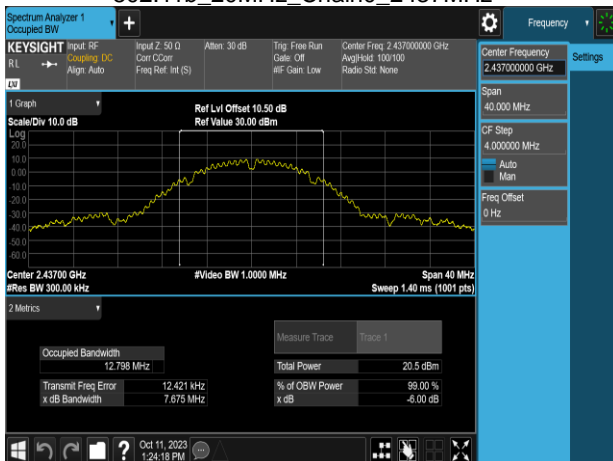 Spectrum Analyzer 1
Occupied BW
+
Frequency
KEYSIGHT
RL
LXI
Input: RF
Coupling: DC
Align: Auto
Input Z: 50 Ω
Corr CCorr
Freq Ref: Int (S)
Atten: 30 dB
Trig: Free Run
Gate: Off
#IF Gain: Low
Center Freq: 2.437000000 GHz
Avg|Hold: 100/100
Radio Std: None
Center Frequency
2.437000000 GHz
Settings
Span
40.000 MHz
CF Step
4.000000 MHz
Auto
Man
Freq Offset
0 Hz
1 Graph
Scale/Div 10.0 dB
Ref Lvl Offset 10.50 dB
Ref Value 30.00 dBm
Log
20.0
10.0
0.00
-10.0
-20.0
-30.0
-40.0
-50.0
-60.0
Center 2.43700 GHz
#Res BW 300.00 kHz
#Video BW 1.0000 MHz
Span 40 MHz
Sweep 1.40 ms (1001 pts)
2 Metrics
Measure Trace Trace 1
Occupied Bandwidth
12.798 MHz
Total Power 20.5 dBm
Transmit Freq Error 12.421 kHz
% of OBW Power 99.00 %
x dB Bandwidth 7.675 MHz
x dB -6.00 dB
?
Oct 11, 2023
1:24:18 PM